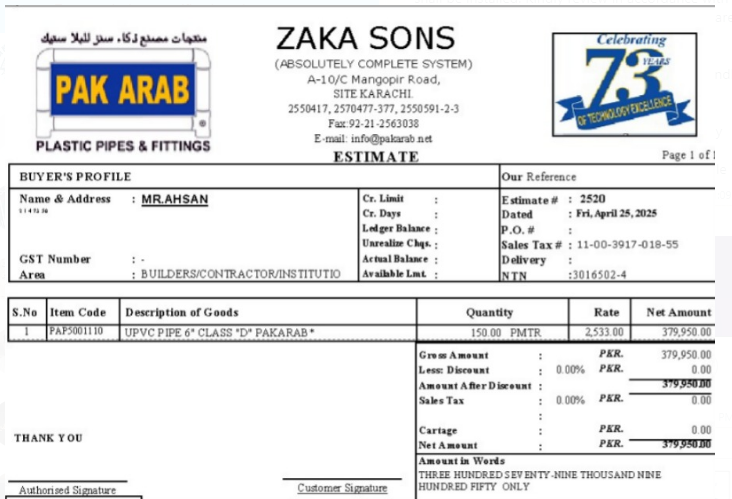 منتجات مصنع ذكاء سنز للبلا ستيك
PAK ARAB
®
PLASTIC PIPES & FITTINGS
ZAKA SONS
(ABSOLUTELY COMPLETE SYSTEM)
A-10/C Mangopir Road,
SITE KARACHI.
2550417, 2570477-377, 2550591-2-3
Fax:92-21-2563038
E-mail: info@pakarab.net
ESTIMATE
Celebrating
73 YEARS
OF TECHNOLOGY EXCELLENCE
Page 1 of 1
BUYER'S PROFILE
Our Reference
Name & Address : MR.AHSAN
Cr. Limit :
Cr. Days :
Ledger Balance :
Unrealize Chqs. :
Actual Balance :
Available Lmt. :
Estimate # : 2520
Dated : Fri, April 25, 2025
P.O. # :
Sales Tax # : 11-00-3917-018-55
Delivery :
NTN :3016502-4
GST Number : -
Area : BUILDERS/CONTRACTOR/INSTITUTIO
S.No Item Code Description of Goods Quantity Rate Net Amount
1 PAP5001110 UPVC PIPE 6" CLASS "D" PAKARAB* 150.00 PMTR 2,533.00 379,950.00
Gross Amount : PKR. 379,950.00
Less: Discount : 0.00% PKR. 0.00
Amount After Discount : 379,950.00
Sales Tax : 0.00% PKR. 0.00
:
Cartage : PKR. 0.00
Net Amount : PKR. 379,950.00
Amount in Words
THREE HUNDRED SEVENTY-NINE THOUSAND NINE
HUNDRED FIFTY ONLY
THANK YOU
Authorised Signature
Customer Signature